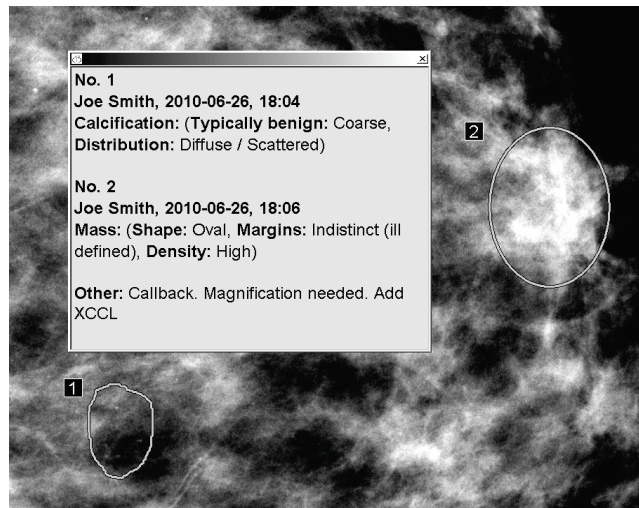 No. 1
Joe Smith, 2010-06-26, 18:04
Calcification: (Typically benign: Coarse,
Distribution: Diffuse / Scattered)
No. 2
Joe Smith, 2010-06-26, 18:06
Mass: (Shape: Oval, Margins: Indistinct (ill
defined), Density: High)
Other: Callback. Magnification needed. Add
XCCL
2
1